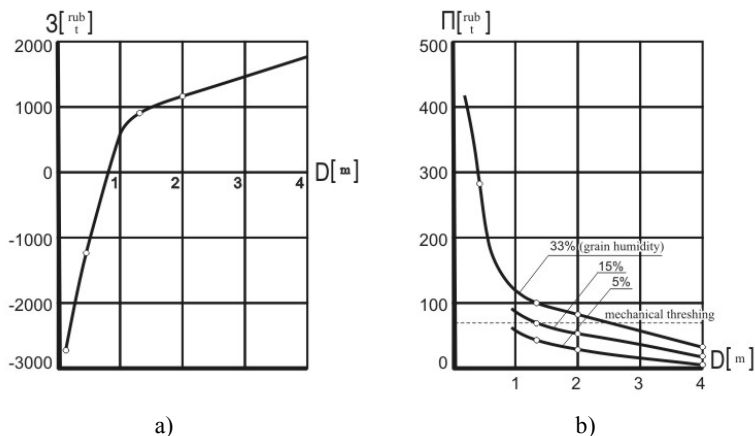 З[rub/t]
2000
1000
0
-1000
-2000
-3000
1
2
3
4
D[m]
a)
П[rub/t]
500
400
300
200
100
0
33% (grain humidity)
15%
5%
mechanical threshing
1
2
3
4
D[m]
b)